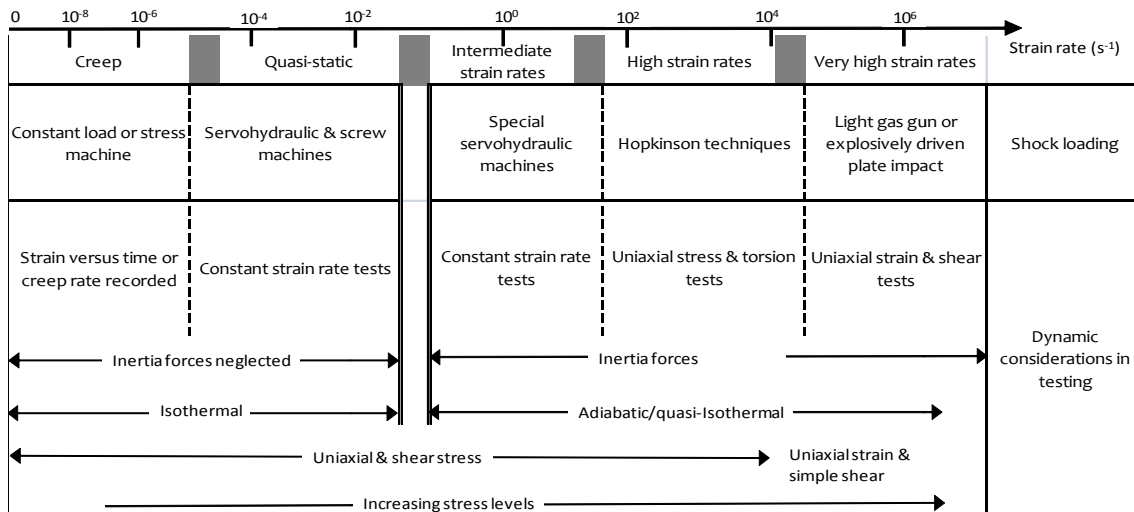 0 10⁻⁸ 10⁻⁶ 10⁻⁴ 10⁻² 10⁰ 10² 10⁴ 10⁶
Strain rate (s⁻¹)
Creep
Quasi-static
Intermediate
strain rates
High strain rates
Very high strain rates
Constant load or stress
machine
Servohydraulic & screw
machines
Special
servohydraulic
machines
Hopkinson techniques
Light gas gun or
explosively driven
plate impact
Shock loading
Strain versus time or
creep rate recorded
Constant strain rate tests
Constant strain rate
tests
Uniaxial stress & torsion
tests
Uniaxial strain & shear
tests
Dynamic
considerations in
testing
Inertia forces neglected
Inertia forces
Isothermal
Adiabatic/quasi-Isothermal
Uniaxial & shear stress
Uniaxial strain &
simple shear
Increasing stress levels